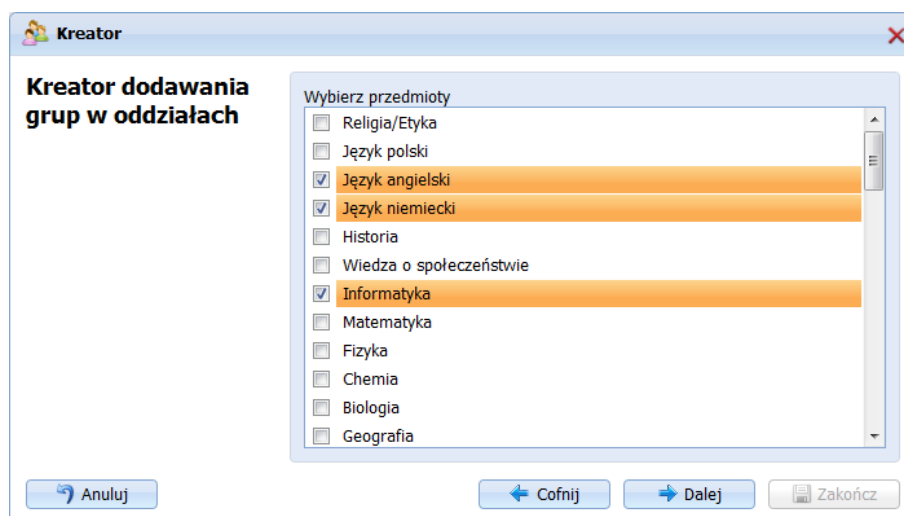 Kreator
Kreator dodawania
grup w oddziałach
Wybierz przedmioty
Religia/Etyka
Język polski
Język angielski
Język niemiecki
Historia
Wiedza o społeczeństwie
Informatyka
Matematyka
Fizyka
Chemia
Biologia
Geografia
Anuluj
Cofnij
Dalej
Zakończ